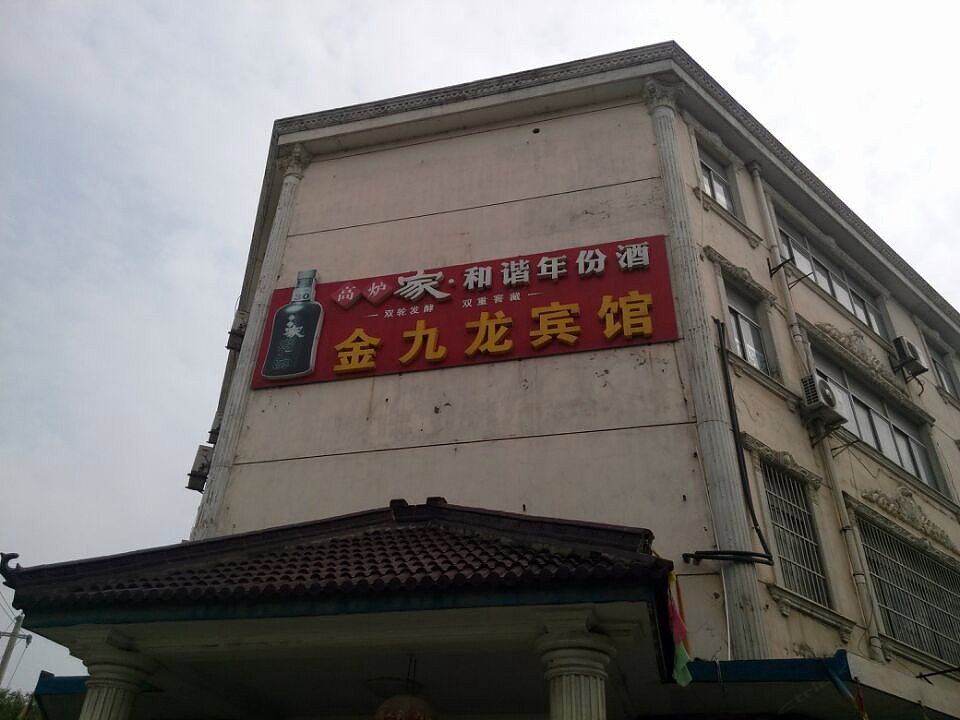 高炉家·和谐年份酒
双轮发酵 双重窖藏
金九龙宾馆
家